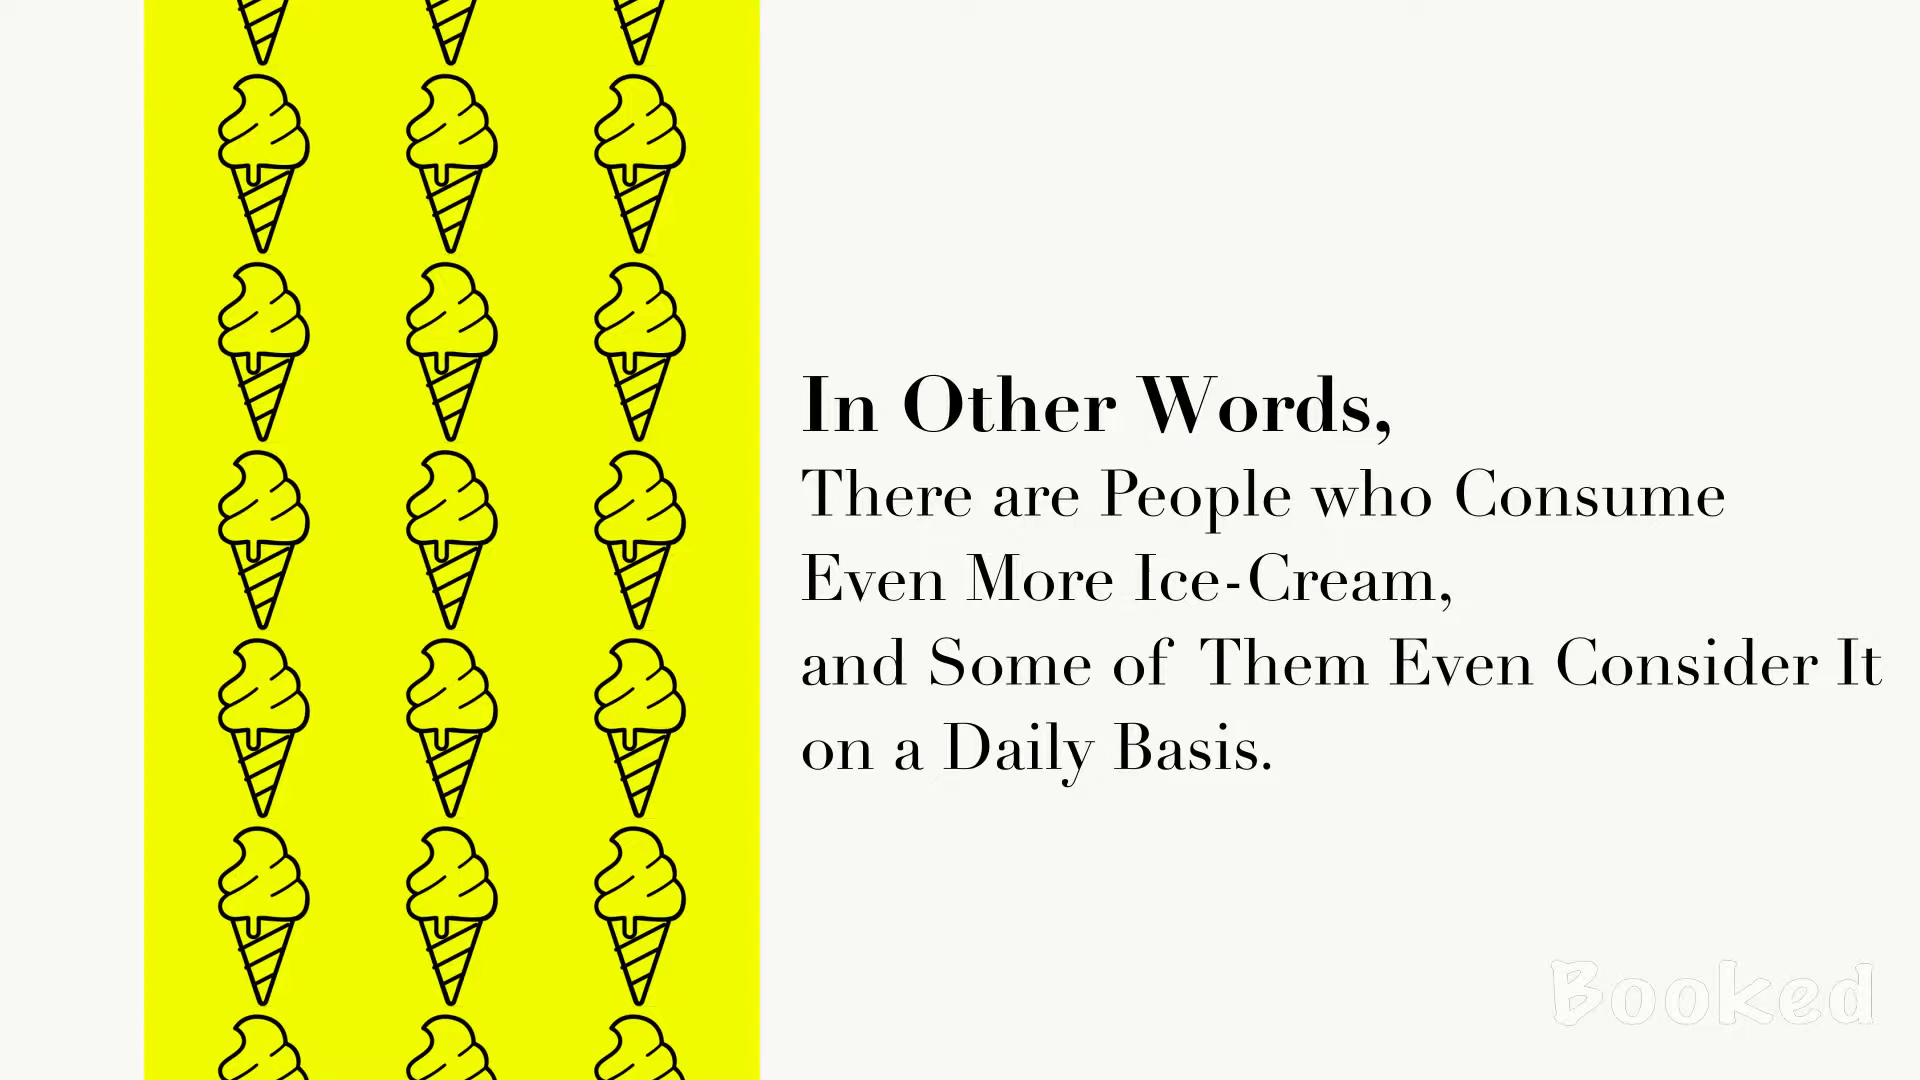 In Other Words,
There are People who Consume
Even More Ice-Cream,
and Some of Them Even Consider It
on a Daily Basis.
Booked